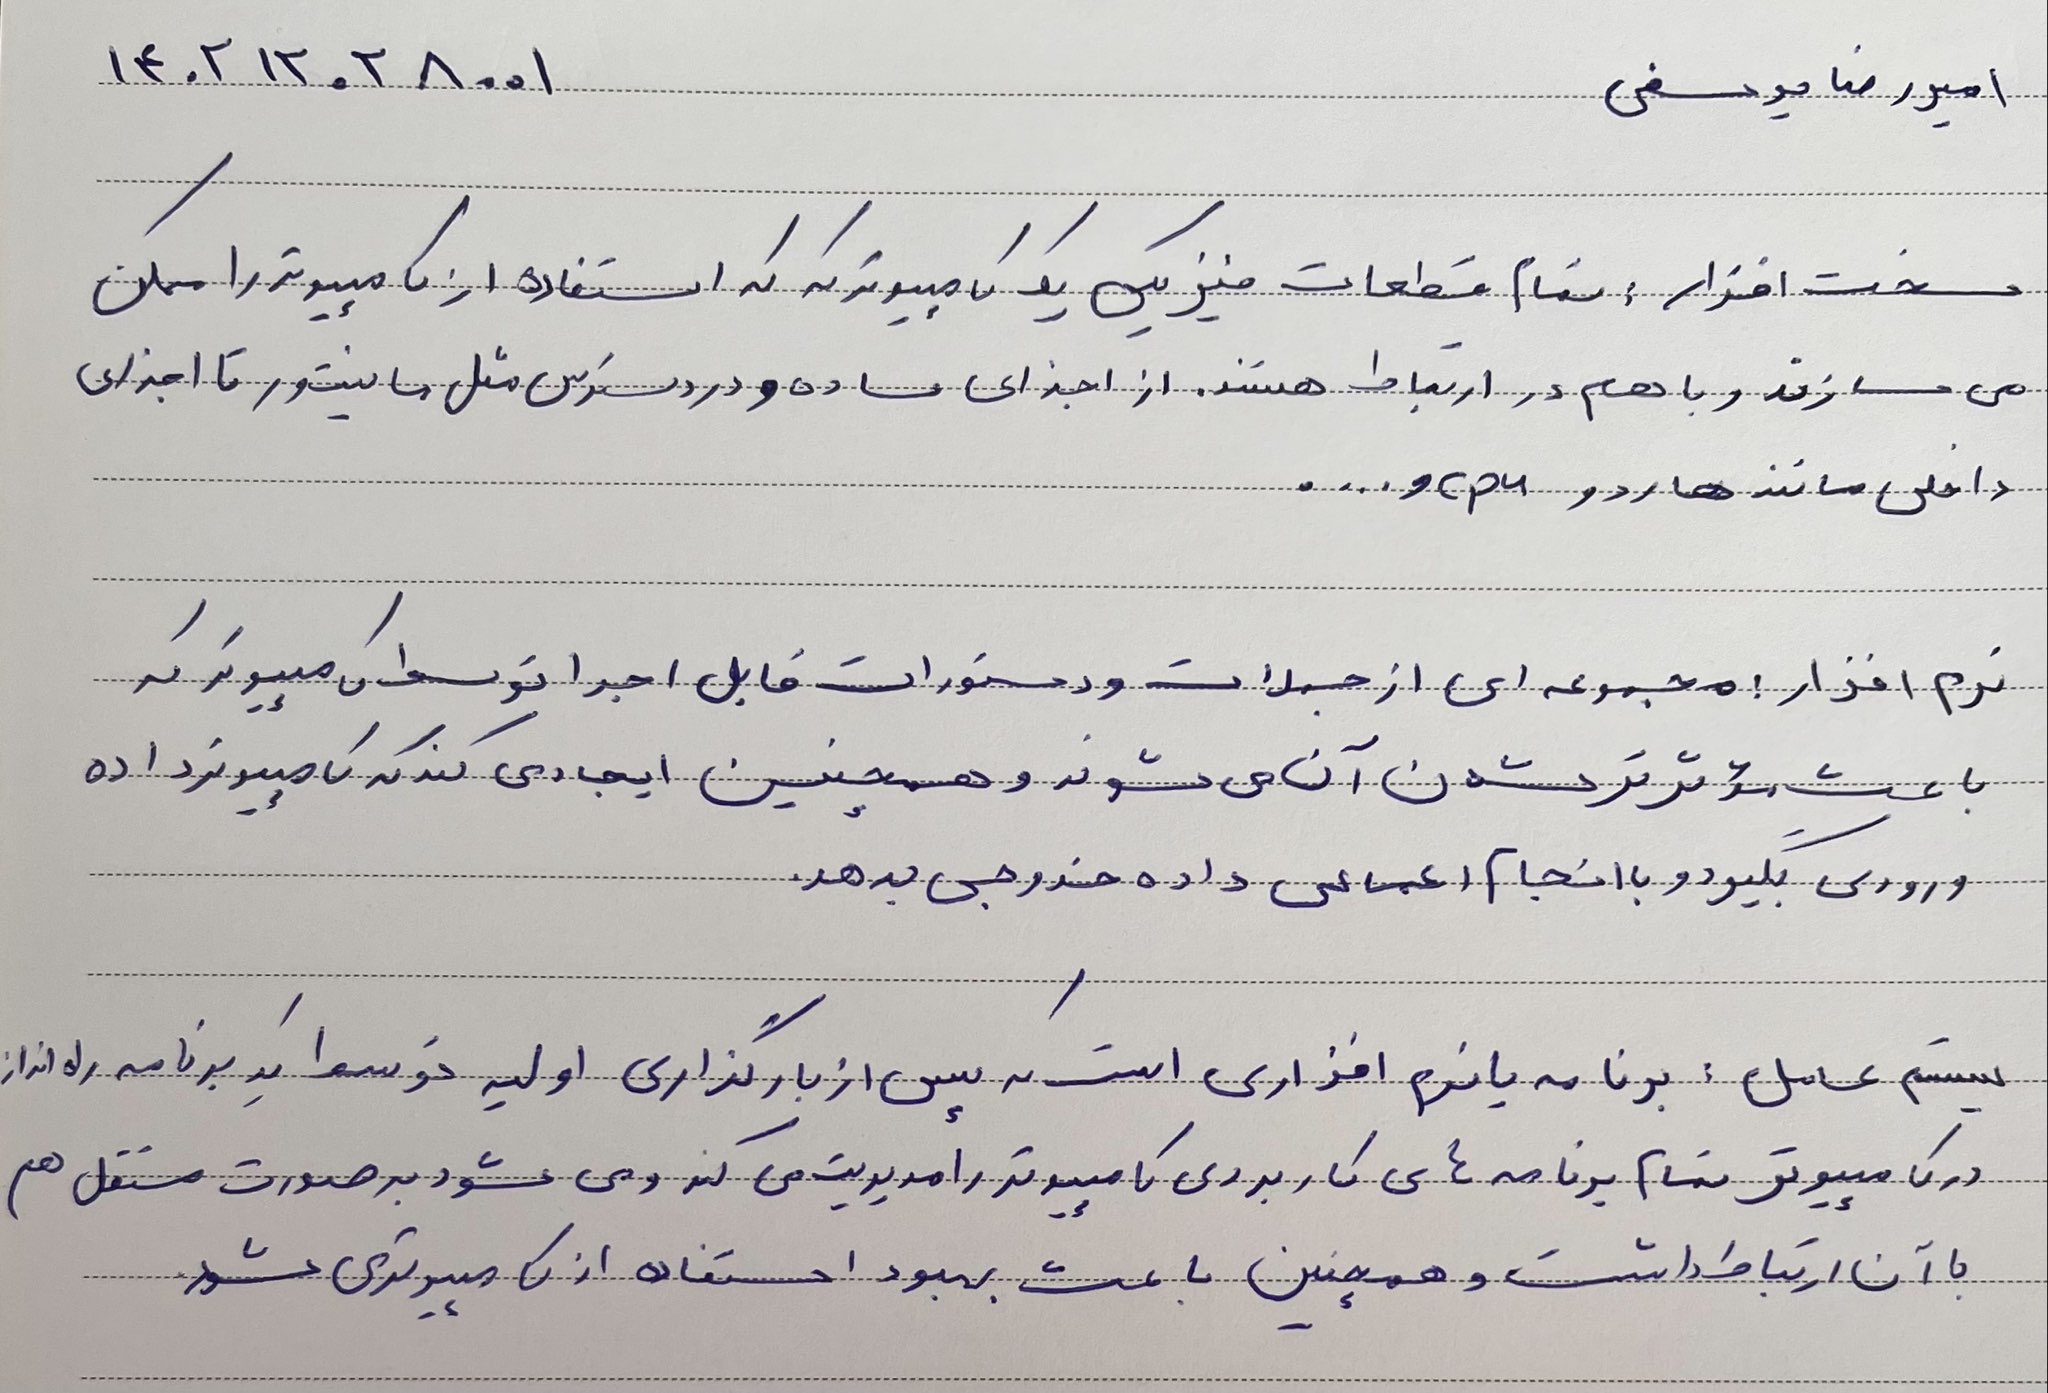 امیررضا یوسفی
۱۴۰۲۱۲۰۲۸۰۰۱
سخت افزار : تمام قطعات فیزیکی یک کامپیوتر که که استفاده از کامپیوتر را ممکن
می سازند و با هم در ارتباط هستند. از اجزای ساده و در دسترس مثل مانیتور تا اجزای
داخلی مانند هارد و cpu و ....
نرم افزار : مجموعه ای از جملات و دستورات قابل اجرا توسط کامپیوتر که
باعث تر شدن آن می شوند و همچنین ایجاد می کند که کامپیوتر داده
ورودی بگیرد و با انجام اعمالی داده خروجی بدهد.
سیستم عامل : برنامه یا نرم افزاری است که پس از بارگذاری اولیه توسط یک برنامه راه انداز
در کامپیوتر تمام برنامه های کاربردی کامپیوتر را مدیریت می کند و می شود به صورت مستقل هم
با آن ارتباط داشت و همچنین باعث بهبود استفاده از کامپیوتر می شود.